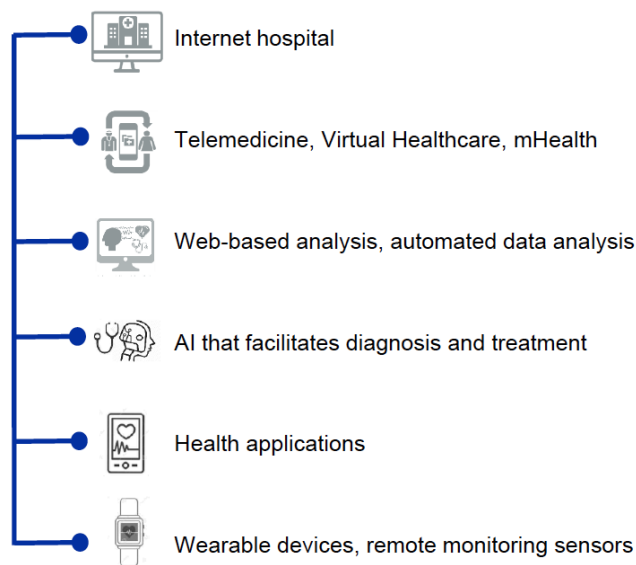 Internet hospital
Telemedicine, Virtual Healthcare, mHealth
Web-based analysis, automated data analysis
AI that facilitates diagnosis and treatment
Health applications
Wearable devices, remote monitoring sensors